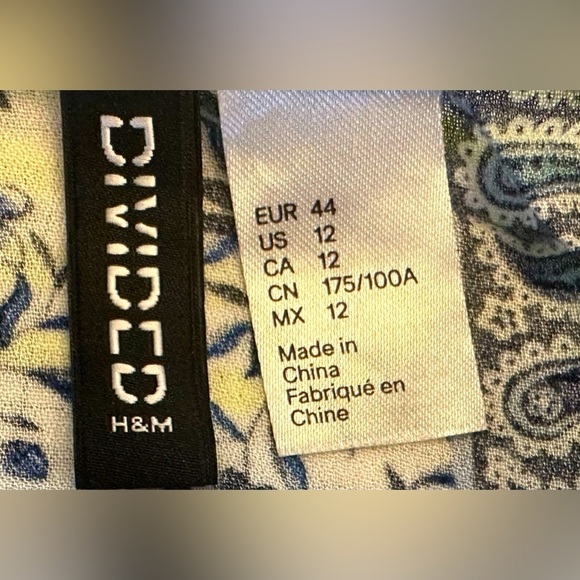 DIVIDED
H&M
EUR 44
US 12
CA 12
CN 175/100A
MX 12
Made in
China
Fabriqué en
Chine